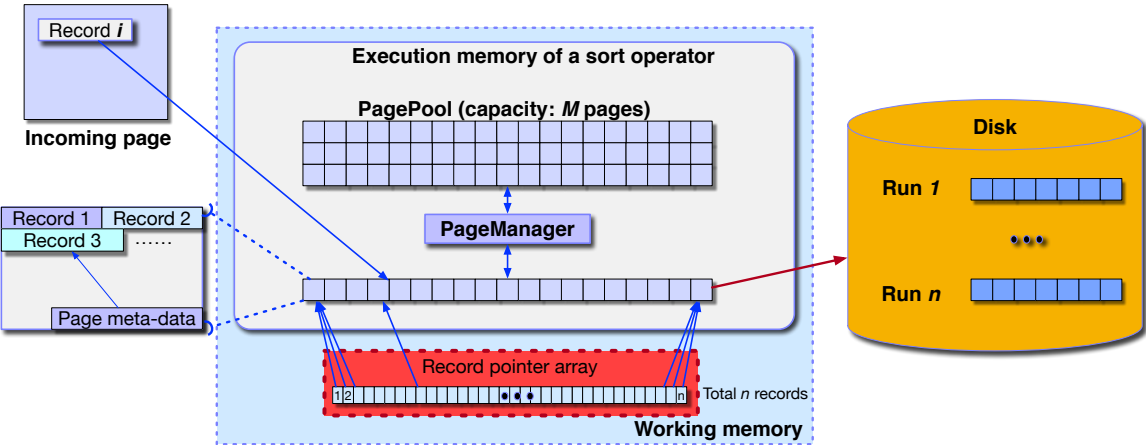 Record i
Incoming page
Execution memory of a sort operator
PagePool (capacity: M pages)
PageManager
Record 1
Record 2
Record 3
......
Page meta-data
Disk
Run 1
Run n
Record pointer array
1 2 n
Total n records
Working memory